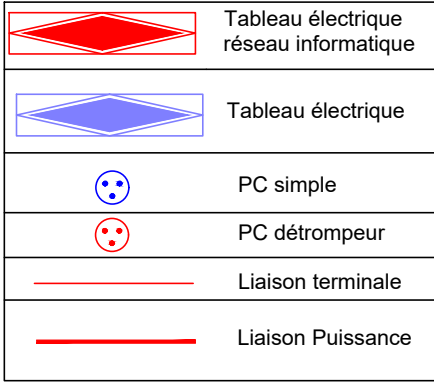 Tableau électrique
réseau informatique
Tableau électrique
PC simple
PC détrompeur
Liaison terminale
Liaison Puissance